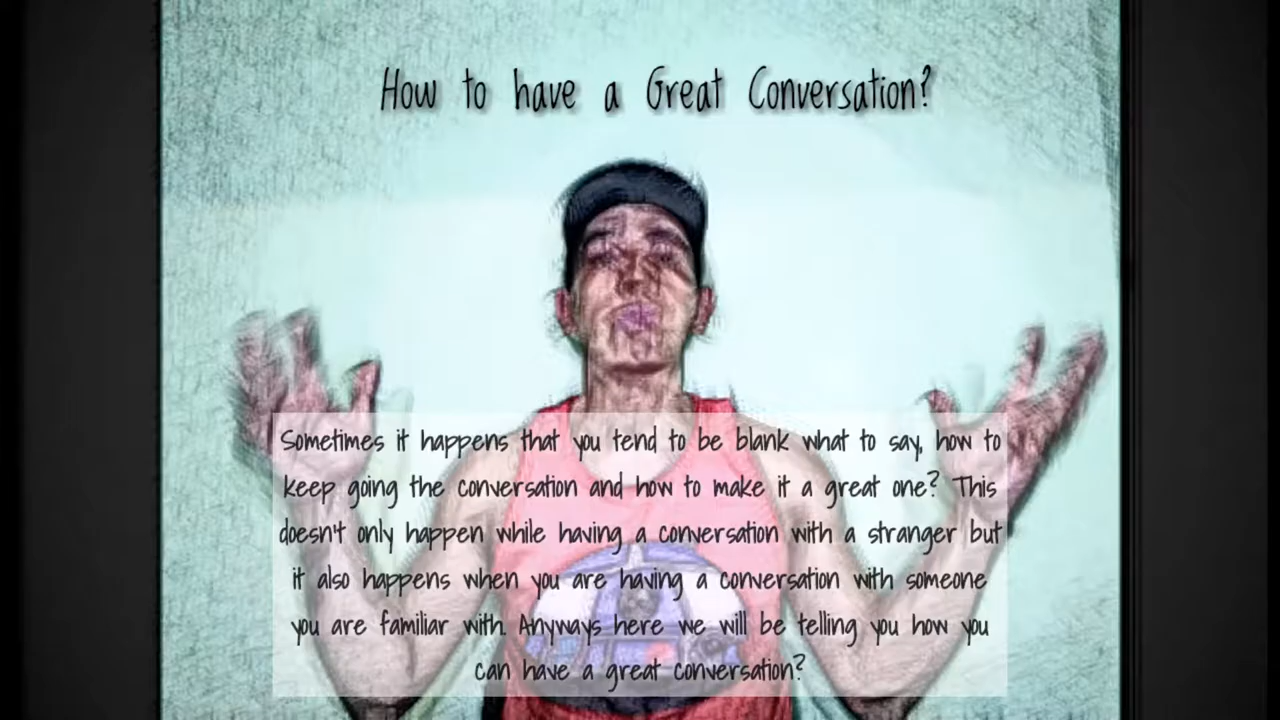 How to have a Great Conversation?
Sometimes it happens that you tend to be blank what to say, how to
keep going the conversation and how to make it a great one? This
doesn't only happen while having a conversation with a stranger but
it also happens when you are having a conversation with someone
you are familiar with. Anyways here we will be telling you how you
can have a great conversation?